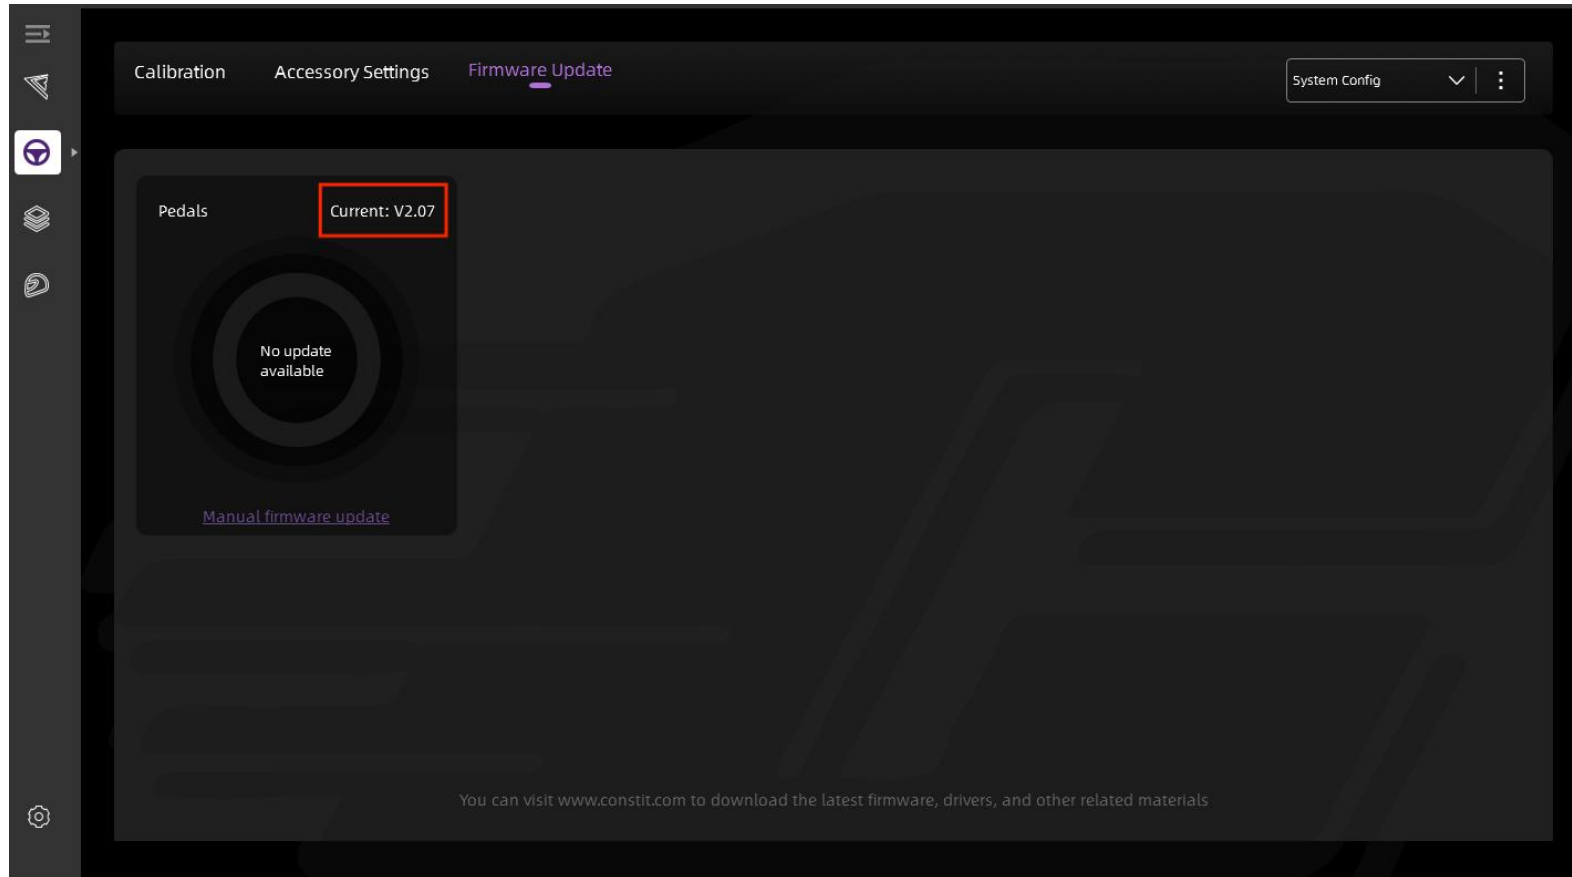 Calibration
Accessory Settings
Firmware Update
System Config
Pedals
Current: V2.07
No update
available
Manual firmware update
You can visit www.constit.com to download the latest firmware, drivers, and other related materials